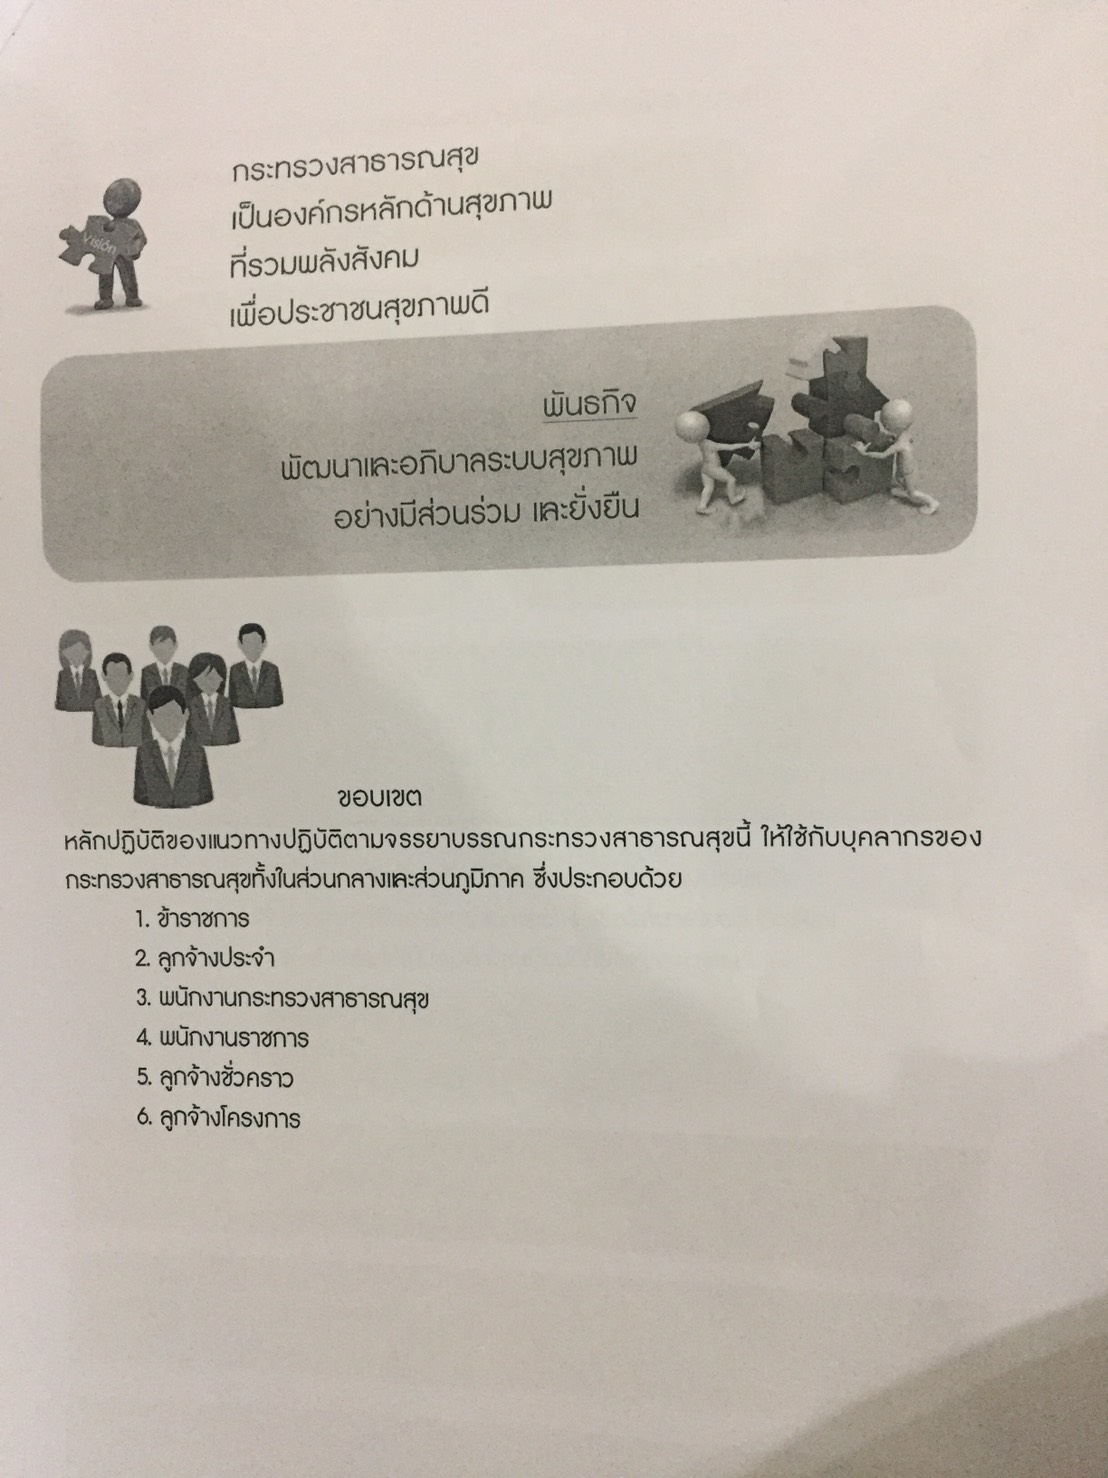 กระทรวงสาธารณสุข
เป็นองค์กรหลักด้านสุขภาพ
ที่รวมพลังสังคม
เพื่อประชาชนสุขภาพดี
Vision
พันธกิจ
พัฒนาและอภิบาลระบบสุขภาพ
อย่างมีส่วนร่วม และยั่งยืน
ขอบเขต
หลักปฏิบัติของแนวทางปฏิบัติตามจรรยาบรรณกระทรวงสาธารณสุขนี้ ให้ใช้กับบุคลากรของ
กระทรวงสาธารณสุขทั้งในส่วนกลางและส่วนภูมิภาค ซึ่งประกอบด้วย
1. ข้าราชการ
2. ลูกจ้างประจำ
3. พนักงานกระทรวงสาธารณสุข
4. พนักงานราชการ
5. ลูกจ้างชั่วคราว
6. ลูกจ้างโครงการ